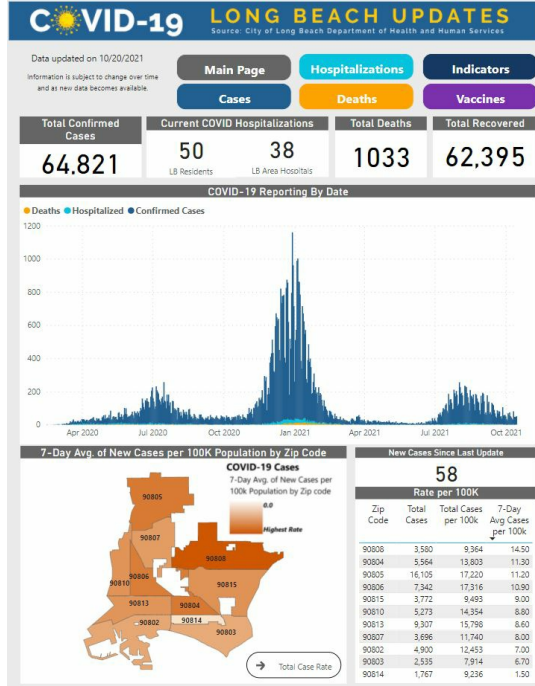 COVID-19
LONG BEACH UPDATES
Source: City of Long Beach Department of Health and Human Services
Data updated on 10/20/2021
Information is subject to change over time
and as new data becomes available.
Main Page
Hospitalizations
Indicators
Cases
Deaths
Vaccines
Total Confirmed
Cases
64,821
Current COVID Hospitalizations
50
LB Residents
38
LB Area Hospitals
Total Deaths
1033
Total Recovered
62,395
COVID-19 Reporting By Date
Deaths Hospitalized Confirmed Cases
1200
1000
800
600
400
200
0
Apr 2020 Jul 2020 Oct 2020 Jan 2021 Apr 2021 Jul 2021 Oct 2021
7-Day Avg. of New Cases per 100K Population by Zip Code
COVID-19 Cases
7-Day Avg. of New Cases per
100k Population by Zip code
0.0
Highest Rate
90805
90807
90808
90806
90810
90815
90813
90804
90814
90802
90803
Total Case Rate
New Cases Since Last Update
58
Rate per 100K
Zip Code Total Cases Total Cases per 100k 7-Day Avg Cases per 100k
90808 3,580 9,364 14.50
90804 5,564 13,803 11.30
90805 16,105 17,220 11.20
90806 7,342 17,316 10.90
90815 3,772 9,493 9.00
90810 5,273 14,354 8.80
90813 9,307 15,798 8.60
90807 3,696 11,740 8.00
90802 4,900 12,453 7.00
90803 2,535 7,914 6.70
90814 1,767 9,236 1.50